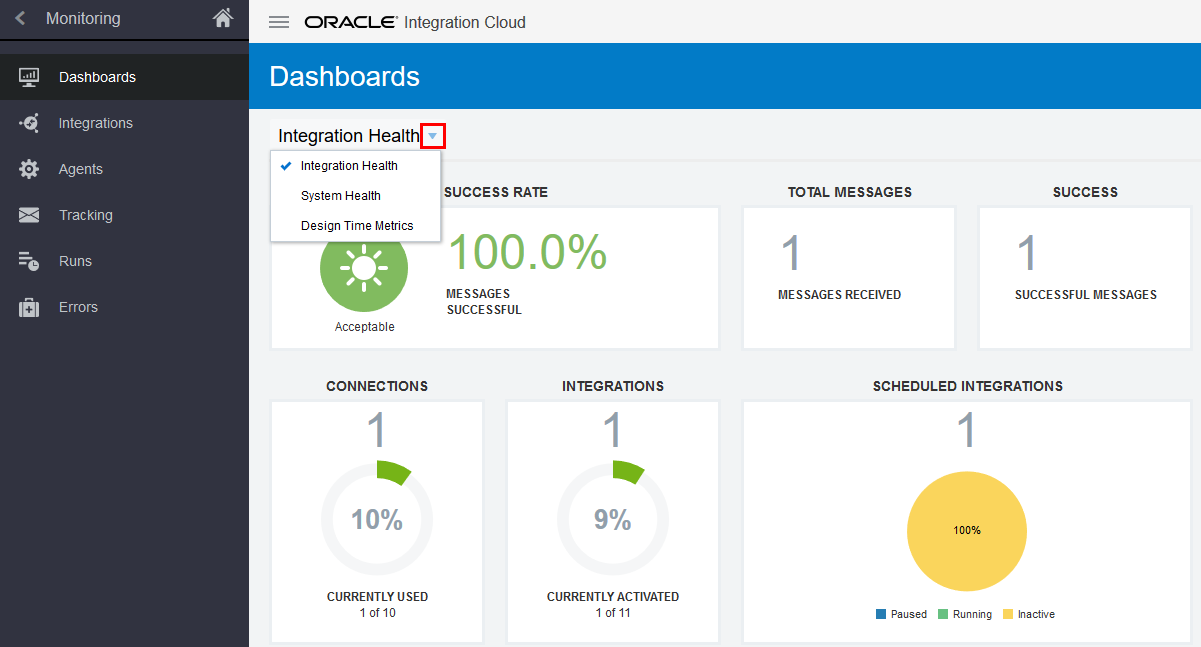 Monitoring
Dashboards
Integrations
Agents
Tracking
Runs
Errors
ORACLE® Integration Cloud
Dashboards
Integration Health
Integration Health
System Health
Design Time Metrics
SUCCESS RATE
Acceptable
100.0%
MESSAGES
SUCCESSFUL
TOTAL MESSAGES
1
MESSAGES RECEIVED
SUCCESS
1
SUCCESSFUL MESSAGES
CONNECTIONS
1
10%
CURRENTLY USED
1 of 10
INTEGRATIONS
1
9%
CURRENTLY ACTIVATED
1 of 11
SCHEDULED INTEGRATIONS
1
100%
Paused Running Inactive